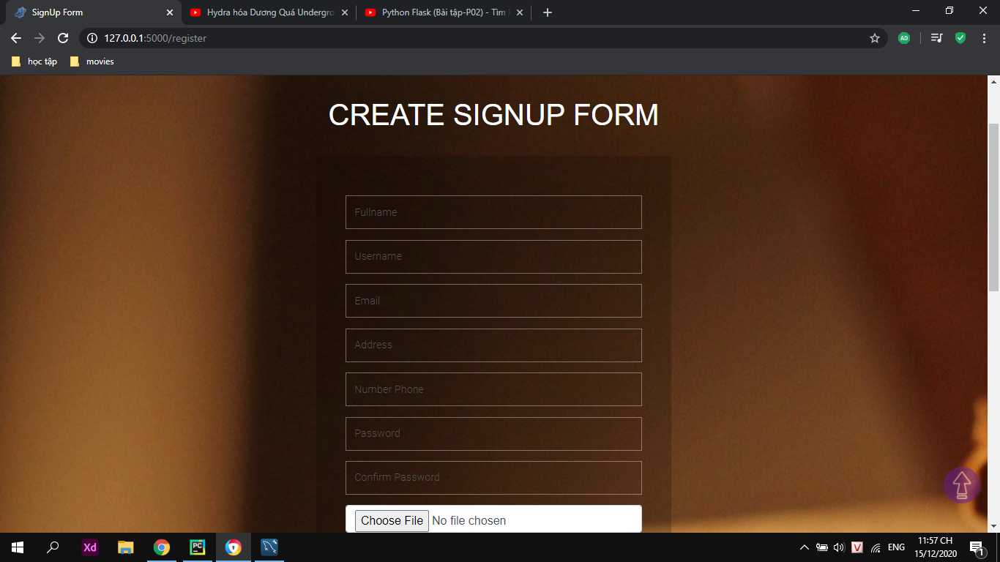 SignUp Form
Hydra hóa Dương Quá Undergro
Python Flask (Bài tập-P02) - Tìm
127.0.0.1:5000/register
AD
học tập
movies
CREATE SIGNUP FORM
Fullname
Username
Email
Address
Number Phone
Password
Confirm Password
Choose File No file chosen
Xd
PC
V
ENG
11:57 CH
15/12/2020
1